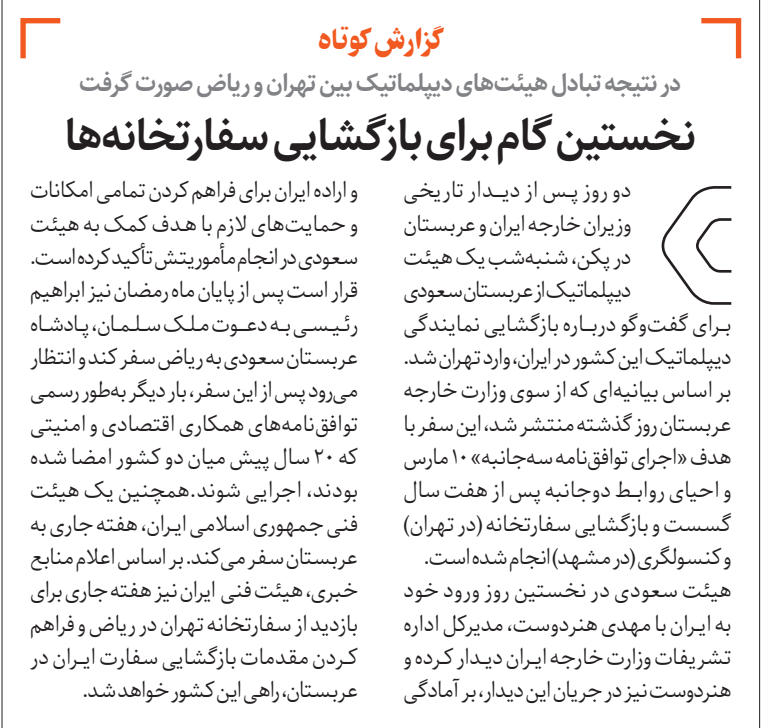 گزارش کوتاه
در نتیجه تبادل هیئت‌های دیپلماتیک بین تهران و ریاض صورت گرفت
نخستین گام برای بازگشایی سفارتخانه‌ها
دو روز پس از دیدار تاریخی
وزیران خارجه ایران و عربستان
در پکن، شنبه‌شب یک هیئت
دیپلماتیک از عربستان سعودی
برای گفت‌وگو درباره بازگشایی نمایندگی
دیپلماتیک این کشور در ایران، وارد تهران شد.
بر اساس بیانیه‌ای که از سوی وزارت خارجه
عربستان روز گذشته منتشر شد، این سفر با
هدف «اجرای توافق‌نامه سه‌جانبه» ۱۰ مارس
و احیای روابط دوجانبه پس از هفت سال
گسست و بازگشایی سفارتخانه (در تهران)
و کنسولگری (در مشهد) انجام شده است.
هیئت سعودی در نخستین روز ورود خود
به ایران با مهدی هنردوست، مدیرکل اداره
تشریفات وزارت خارجه ایران دیدار کرده و
هنردوست نیز در جریان این دیدار، بر آمادگی
و اراده ایران برای فراهم کردن تمامی امکانات
و حمایت‌های لازم با هدف کمک به هیئت
سعودی در انجام مأموریتش تأکید کرده است.
قرار است پس از پایان ماه رمضان نیز ابراهیم
رئیسی به دعوت ملک سلمان، پادشاه
عربستان سعودی به ریاض سفر کند و انتظار
می‌رود پس از این سفر، بار دیگر به‌طور رسمی
توافق‌نامه‌های همکاری اقتصادی و امنیتی
که ۲۰ سال پیش میان دو کشور امضا شده
بودند، اجرایی شوند.همچنین یک هیئت
فنی جمهوری اسلامی ایران، هفته جاری به
عربستان سفر می‌کند. بر اساس اعلام منابع
خبری، هیئت فنی ایران نیز هفته جاری برای
بازدید از سفارتخانه تهران در ریاض و فراهم
کردن مقدمات بازگشایی سفارت ایران در
عربستان، راهی این کشور خواهد شد.